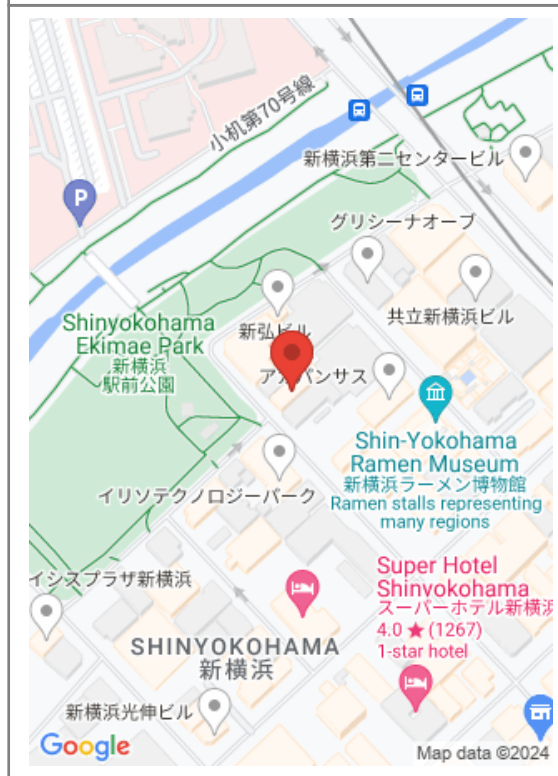 小机第70号線
新横浜第二センタービル
P
グリシーナオーブ
共立新横浜ビル
Shinyokohama
Ekimae Park
新横浜
駅前公園
新弘ビル
Shin-Yokohama
Ramen Museum
新横浜ラーメン博物館
Ramen stalls representing
many regions
イリソテクノロジーパーク
Super Hotel
Shinyokohama
スーパーホテル新横浜
4.0 ★ (1267)
1-star hotel
イシスプラザ新横浜
SHINYOKOHAMA
新横浜
新横浜光伸ビル
Google
Map data ©2024